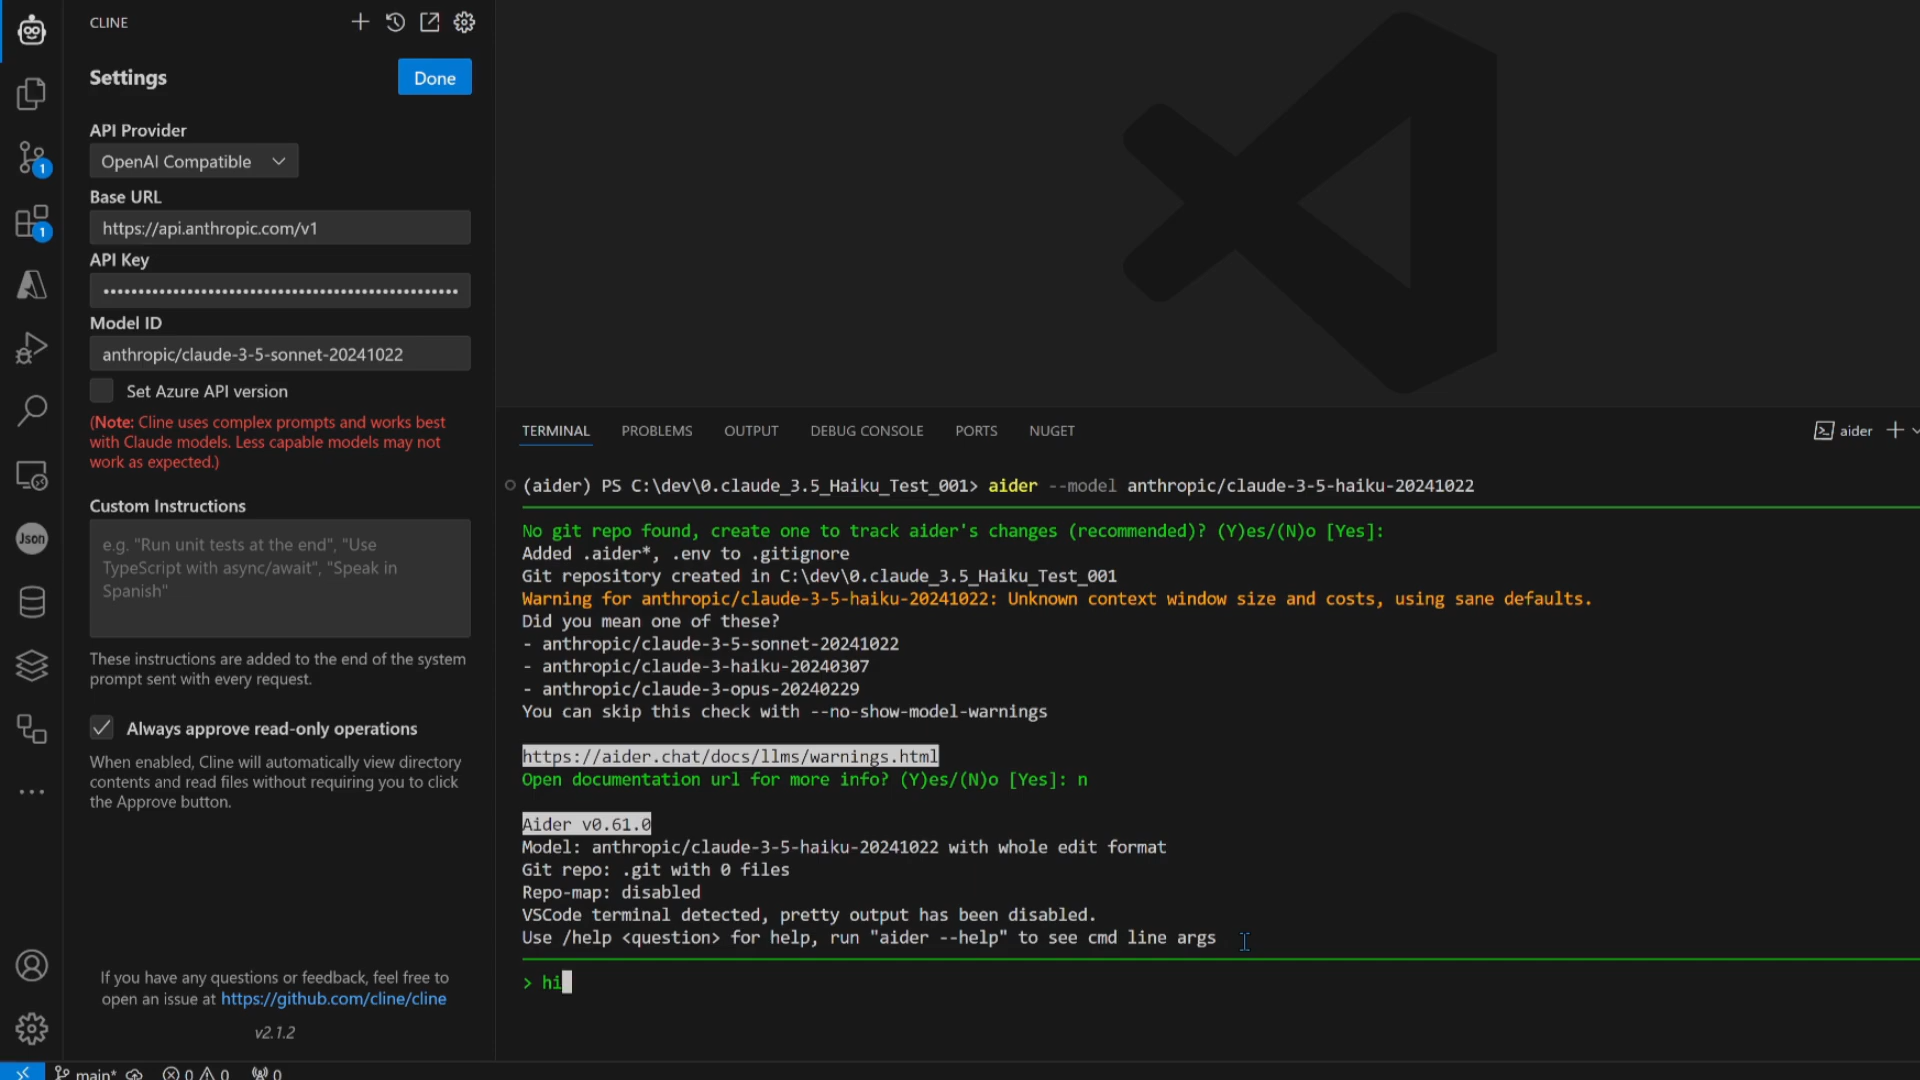 CLINE
Settings
Done
API Provider
OpenAI Compatible
Base URL
https://api.anthropic.com/v1
API Key
Model ID
anthropic/claude-3-5-sonnet-20241022
Set Azure API version
(Note: Cline uses complex prompts and works best
with Claude models. Less capable models may not
work as expected.)
Custom Instructions
e.g. "Run unit tests at the end", "Use
TypeScript with async/await", "Speak in
Spanish"
These instructions are added to the end of the system
prompt sent with every request.
Always approve read-only operations
When enabled, Cline will automatically view directory
contents and read files without requiring you to click
the Approve button.
If you have any questions or feedback, feel free to
open an issue at https://github.com/cline/cline
v2.1.2
1
1
Json
TERMINAL PROBLEMS OUTPUT DEBUG CONSOLE PORTS NUGET
aider
(aider) PS C:\dev\0.claude_3.5_Haiku_Test_001> aider --model anthropic/claude-3-5-haiku-20241022
No git repo found, create one to track aider's changes (recommended)? (Y)es/(N)o [Yes]:
Added .aider*, .env to .gitignore
Git repository created in C:\dev\0.claude_3.5_Haiku_Test_001
Warning for anthropic/claude-3-5-haiku-20241022: Unknown context window size and costs, using sane defaults.
Did you mean one of these?
- anthropic/claude-3-5-sonnet-20241022
- anthropic/claude-3-haiku-20240307
- anthropic/claude-3-opus-20240229
You can skip this check with --no-show-model-warnings
https://aider.chat/docs/llms/warnings.html
Open documentation url for more info? (Y)es/(N)o [Yes]: n
Aider v0.61.0
Model: anthropic/claude-3-5-haiku-20241022 with whole edit format
Git repo: .git with 0 files
Repo-map: disabled
VSCode terminal detected, pretty output has been disabled.
Use /help <question> for help, run "aider --help" to see cmd line args
> hi
main* 0 0 0